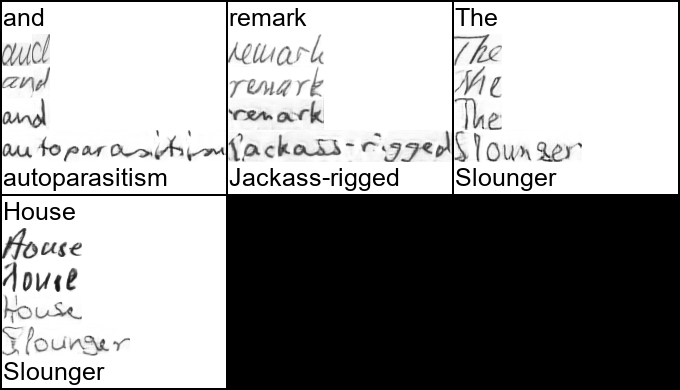 and
and
and
and
autoparasitism
autoparasitism
remark
remark
remark
remark
Jackass-rigged
Jackass-rigged
The
The
The
The
Slounger
Slounger
House
House
House
House
Slounger
Slounger